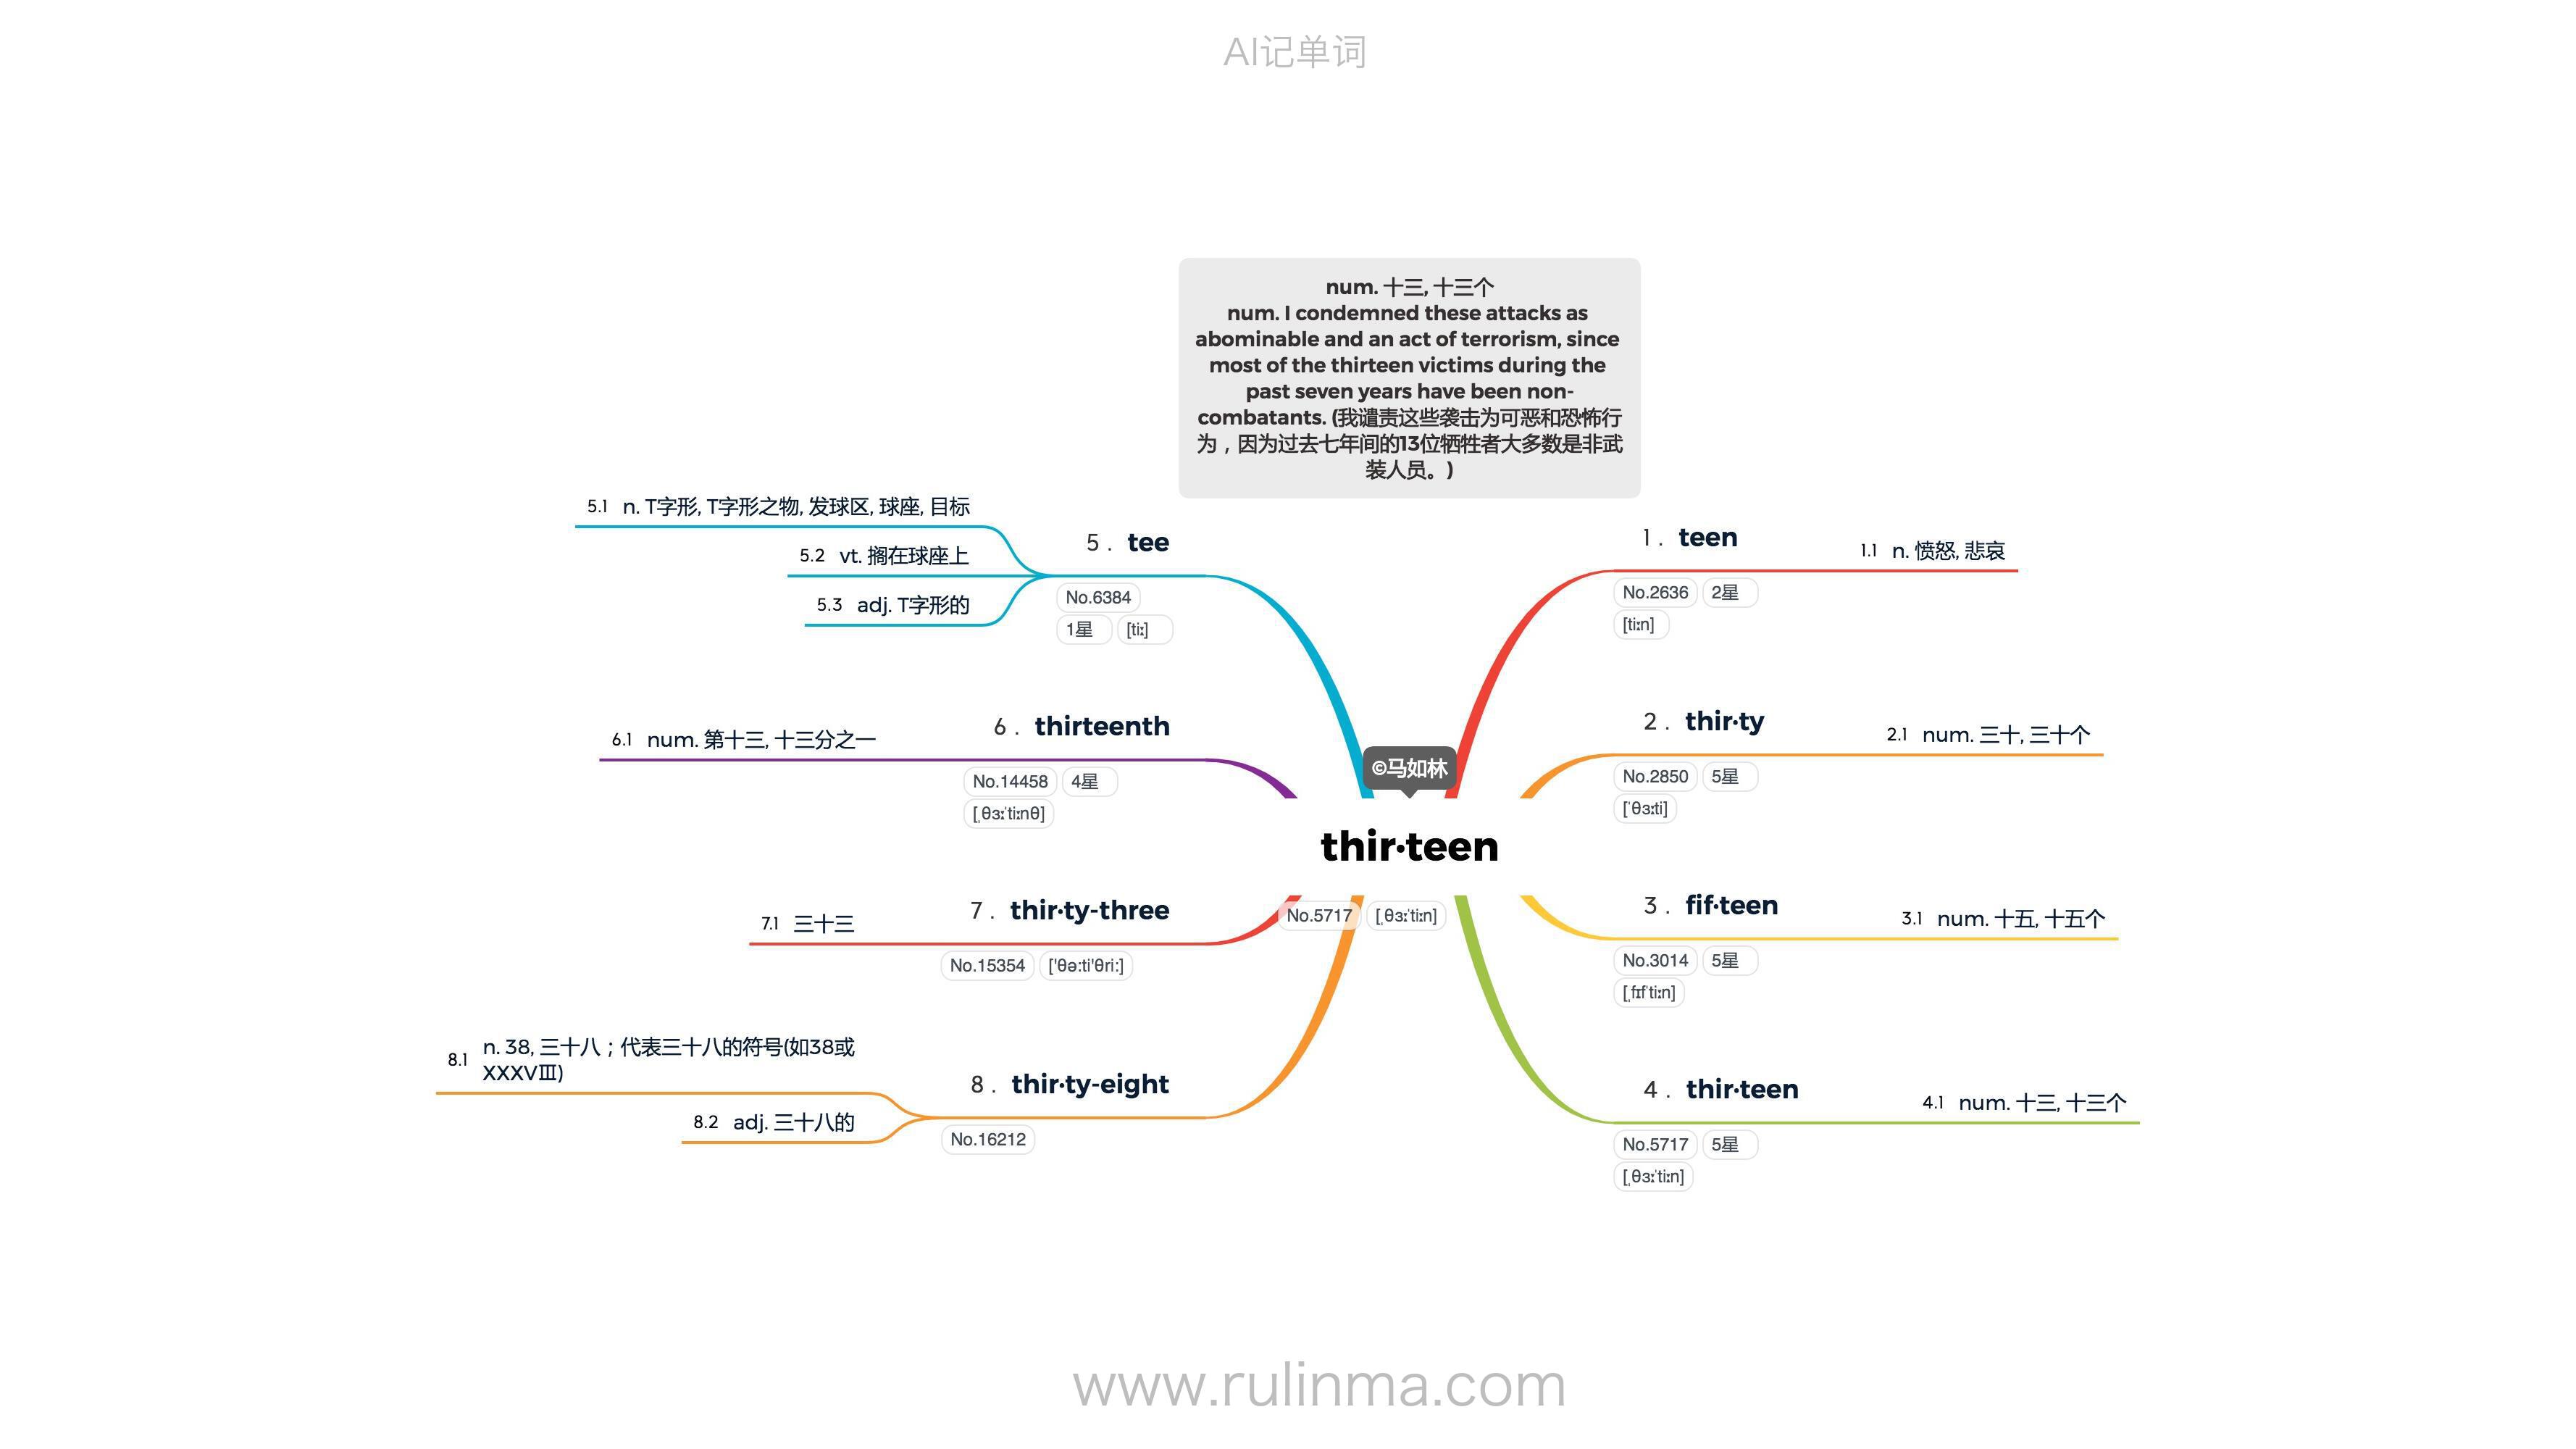 AI记单词
num. 十三, 十三个
num. I condemned these attacks as
abominable and an act of terrorism, since
most of the thirteen victims during the
past seven years have been non-
combatants. (我谴责这些袭击为可恶和恐怖行
为，因为过去七年间的13位牺牲者大多数是非武
装人员。)
©马如林
thir·teen
No.5717 [ˌθɜːˈtiːn]
1. teen
No.2636 2星
[tiːn]
1.1 n. 愤怒, 悲哀
2. thir·ty
No.2850 5星
[ˈθɜːti]
2.1 num. 三十, 三十个
3. fif·teen
No.3014 5星
[ˌfɪfˈtiːn]
3.1 num. 十五, 十五个
4. thir·teen
No.5717 5星
[ˌθɜːˈtiːn]
4.1 num. 十三, 十三个
5. tee
No.6384
1星 [tiː]
5.1 n. T字形, T字形之物, 发球区, 球座, 目标
5.2 vt. 搁在球座上
5.3 adj. T字形的
6. thirteenth
No.14458 4星
[ˌθɜːˈtiːnθ]
6.1 num. 第十三, 十三分之一
7. thir·ty-three
No.15354 ['θə:ti'θri:]
7.1 三十三
8. thir·ty-eight
No.16212
8.1 n. 38, 三十八；代表三十八的符号(如38或
XXXVⅢ)
8.2 adj. 三十八的
www.rulinma.com